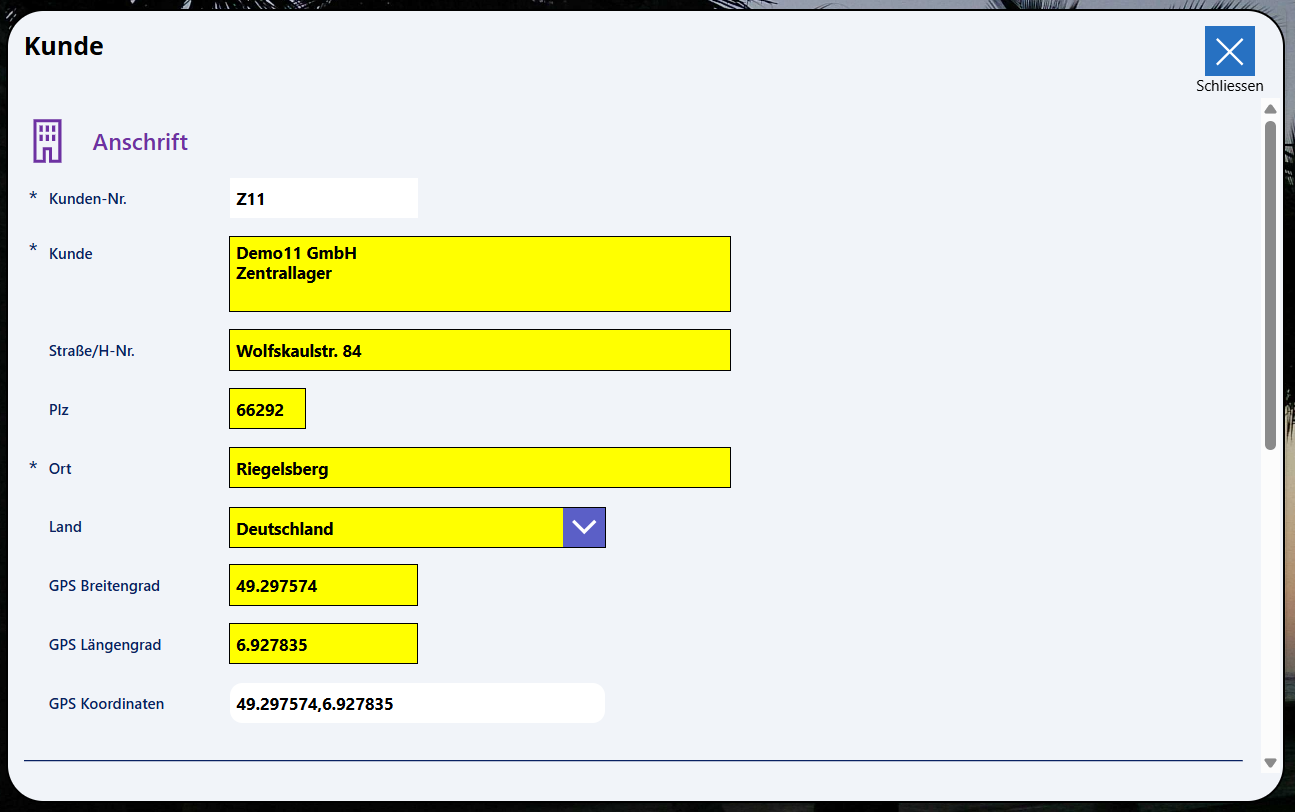 Kunde
Schliessen
Anschrift
* Kunden-Nr. Z11
* Kunde Demo11 GmbH
Zentrallager
Straße/H-Nr. Wolfskaulstr. 84
Plz 66292
* Ort Riegelsberg
Land Deutschland
GPS Breitengrad 49.297574
GPS Längengrad 6.927835
GPS Koordinaten 49.297574,6.927835